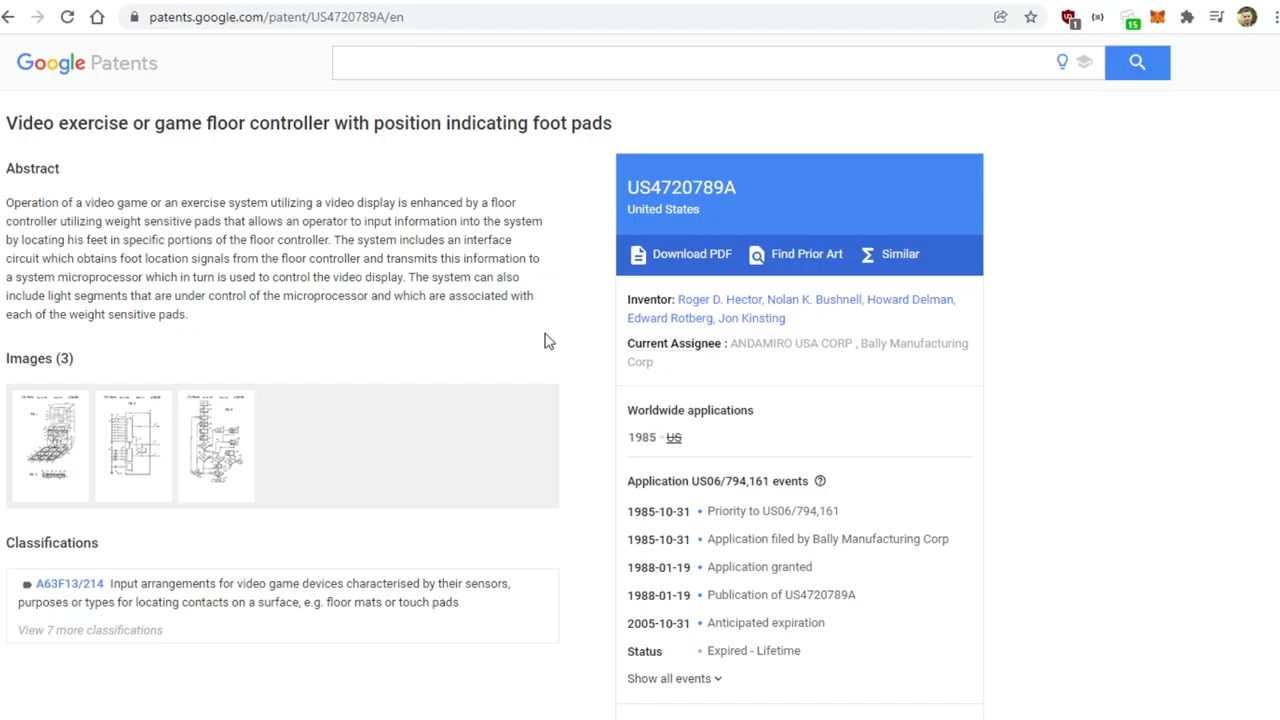 patents.google.com/patent/US4720789A/en
1
15
Google Patents
Video exercise or game floor controller with position indicating foot pads
Abstract
Operation of a video game or an exercise system utilizing a video display is enhanced by a floor
controller utilizing weight sensitive pads that allows an operator to input information into the system
by locating his feet in specific portions of the floor controller. The system includes an interface
circuit which obtains foot location signals from the floor controller and transmits this information to
a system microprocessor which in turn is used to control the video display. The system can also
include light segments that are under control of the microprocessor and which are associated with
each of the weight sensitive pads.
Images (3)
Classifications
A63F13/214 Input arrangements for video game devices characterised by their sensors,
purposes or types for locating contacts on a surface, e.g. floor mats or touch pads
View 7 more classifications
US4720789A
United States
Download PDF Find Prior Art Similar
Inventor: Roger D. Hector, Nolan K. Bushnell, Howard Delman,
Edward Rotberg, Jon Kinsting
Current Assignee : ANDAMIRO USA CORP , Bally Manufacturing
Corp
Worldwide applications
1985 US
Application US06/794,161 events
1985-10-31 Priority to US06/794,161
1985-10-31 Application filed by Bally Manufacturing Corp
1988-01-19 Application granted
1988-01-19 Publication of US4720789A
2005-10-31 Anticipated expiration
Status Expired - Lifetime
Show all events